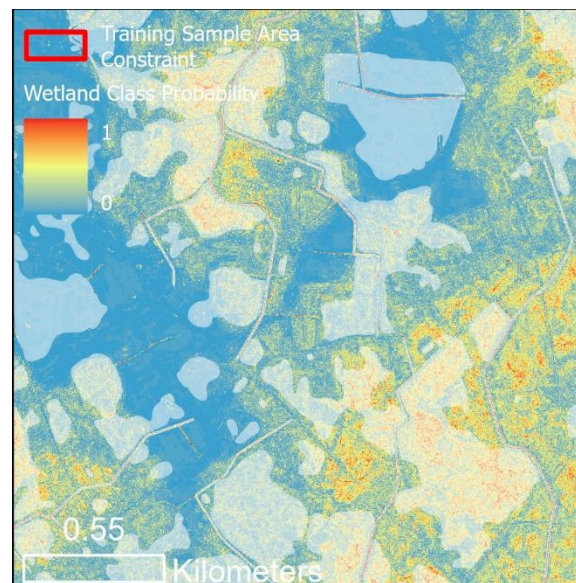 Training Sample Area
Constraint
Wetland Class Probability
1
0
0.55
Kilometers